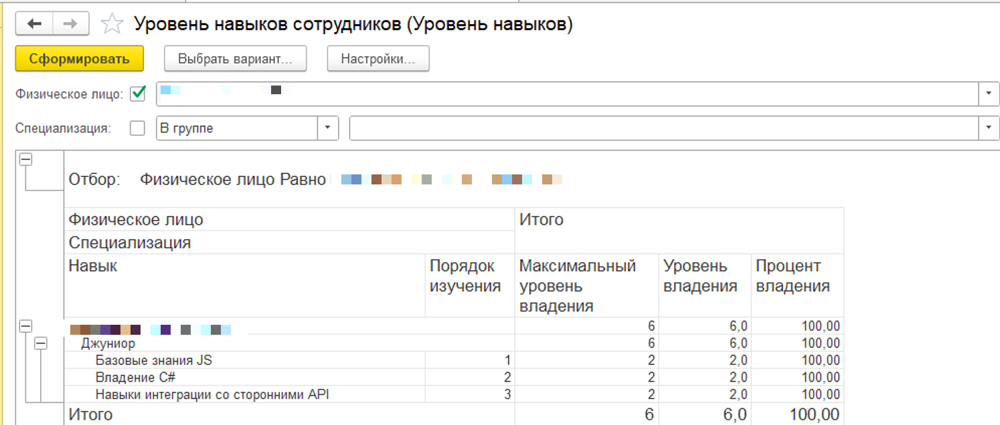 Уровень навыков сотрудников (Уровень навыков)
Сформировать Выбрать вариант... Настройки...
Физическое лицо:
Специализация: В группе
Отбор: Физическое лицо Равно
Физическое лицо Итого
Специализация
Навык Порядок изучения Максимальный уровень владения Уровень владения Процент владения
6 6,0 100,00
Джуниор 6 6,0 100,00
Базовые знания JS 1 2 2,0 100,00
Владение C# 2 2 2,0 100,00
Навыки интеграции со сторонними API 3 2 2,0 100,00
Итого 6 6,0 100,00